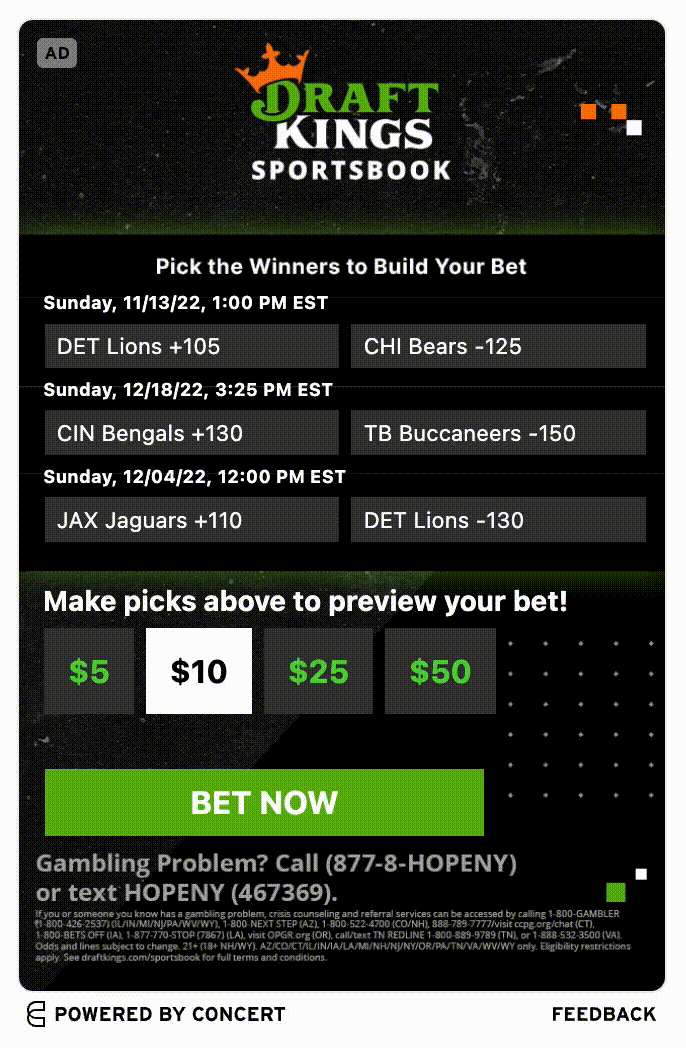 AD
DRAFT
KINGS
SPORTSBOOK
Pick the Winners to Build Your Bet
Sunday, 11/13/22, 1:00 PM EST
DET Lions +105 CHI Bears -125
Sunday, 12/18/22, 3:25 PM EST
CIN Bengals +130 TB Buccaneers -150
Sunday, 12/04/22, 12:00 PM EST
JAX Jaguars +110 DET Lions -130
Make picks above to preview your bet!
$5 $10 $25 $50
BET NOW
Gambling Problem? Call (877-8-HOPENY)
or text HOPENY (467369).
If you or someone you know has a gambling problem, crisis counseling and referral services can be accessed by calling 1-800-GAMBLER
(1-800-426-2537) (IL/IN/MI/NJ/PA/WV/WY), 1-800-NEXT STEP (AZ), 1-800-522-4700 (CO/NH), 888-789-7777/visit ccpg.org/chat (CT),
1-800-BETS OFF (IA), 1-877-770-STOP (7867) (LA), visit OPGR.org (OR), call/text TN REDLINE 1-800-889-9789 (TN), or 1-888-532-3500 (VA).
Odds and lines subject to change. 21+ (18+ NH/WY). AZ/CO/CT/IL/IN/IA/LA/MI/NH/NJ/NY/OR/PA/TN/VA/WV/WY only. Eligibility restrictions
apply. See draftkings.com/sportsbook for full terms and conditions.
POWERED BY CONCERT FEEDBACK